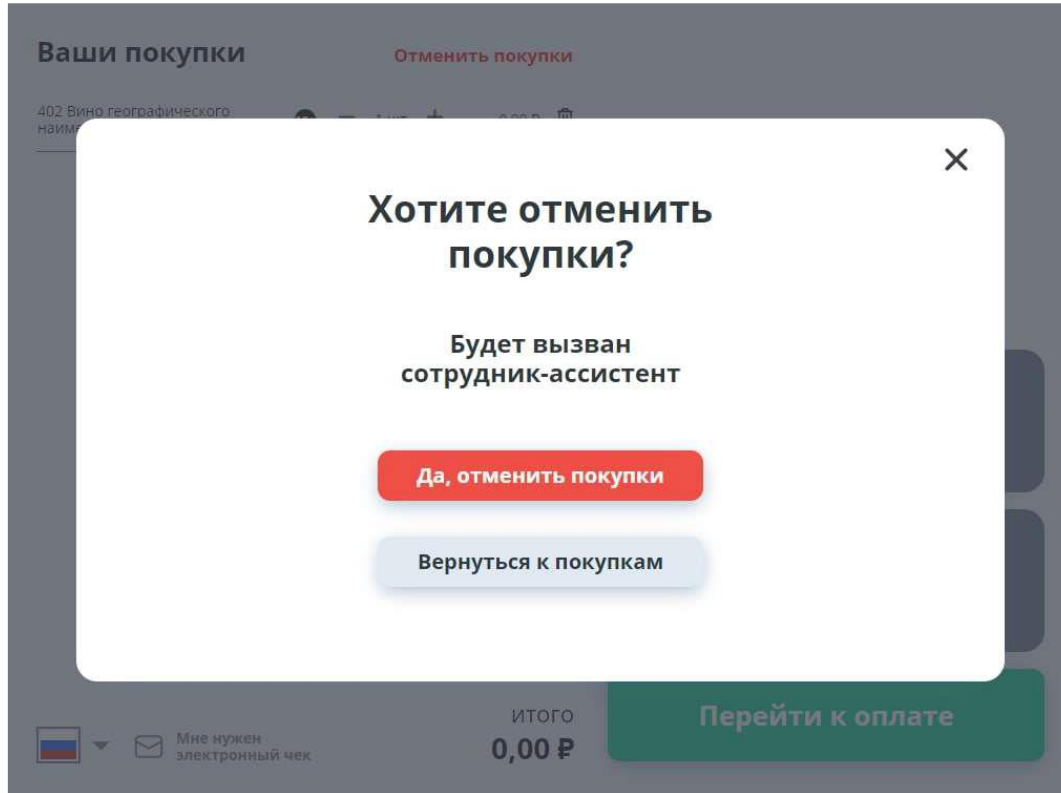 Ваши покупки
Отменить покупки
402 Вино географического
Хотите отменить
покупки?
Будет вызван
сотрудник-ассистент
Да, отменить покупки
Вернуться к покупкам
Мне нужен
электронный чек
ИТОГО
0,00 ₽
Перейти к оплате